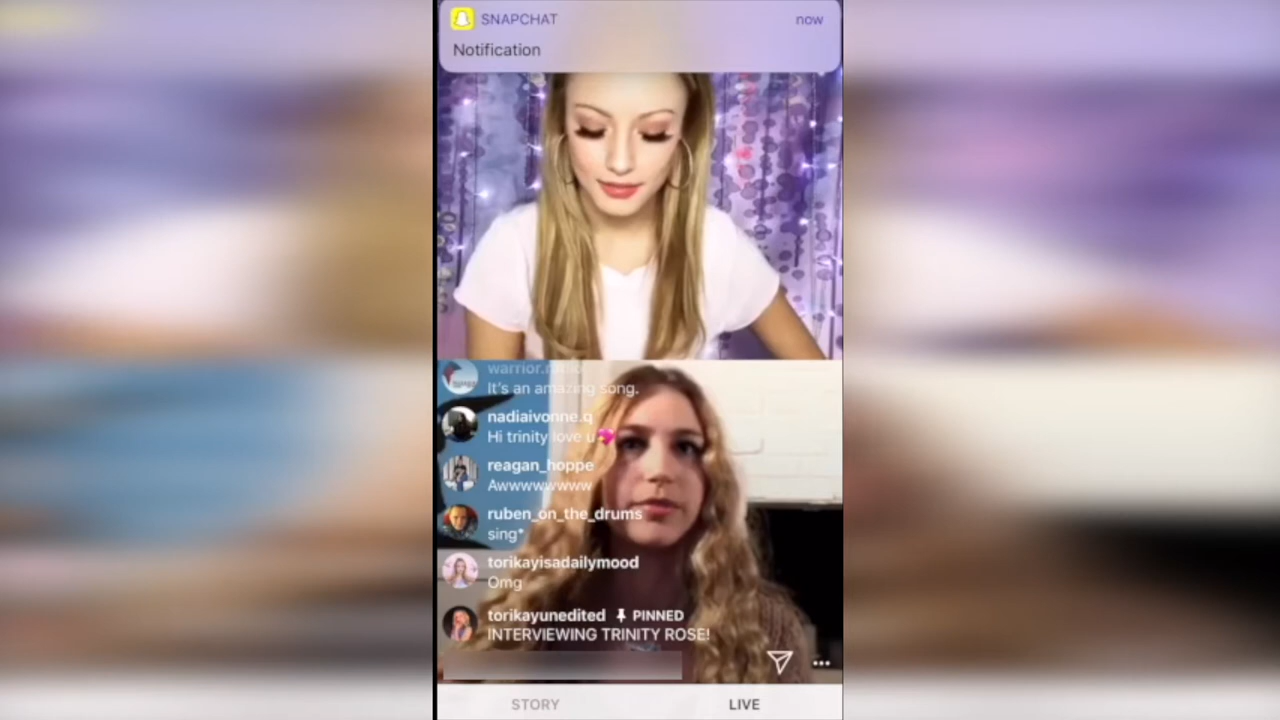 SNAPCHAT now
Notification
It's an amazing song.
nadiaivonne.q
Hi trinity love u💖
reagan_hoppe
Awwwwwwww
ruben_on_the_drums
sing*
torikayisadailymood
Omg
torikayunedited PINNED
INTERVIEWING TRINITY ROSE!
STORY LIVE